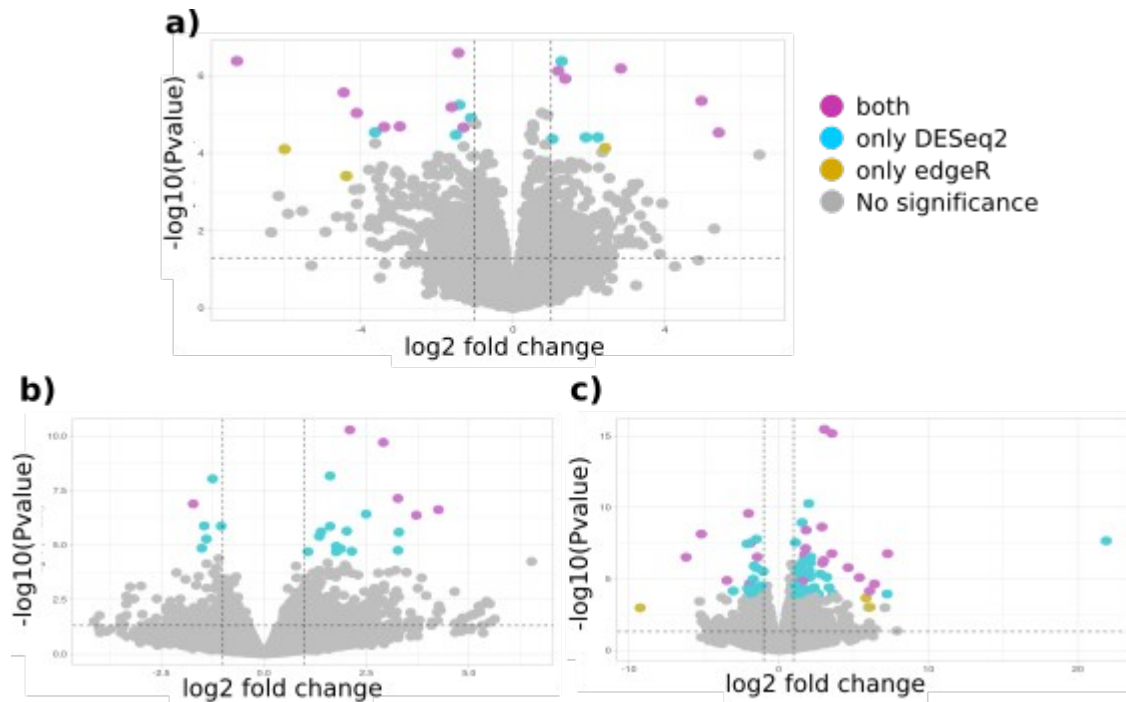 a)
-log10(Pvalue)
6
4
2
0
-4
0
4
log2 fold change
both
only DESeq2
only edgeR
No significance
b)
-log10(Pvalue)
10.0
7.5
5.0
2.5
0.0
-2.5
0.0
2.5
5.0
log2 fold change
c)
-log10(Pvalue)
15
10
5
0
-10
0
10
20
log2 fold change